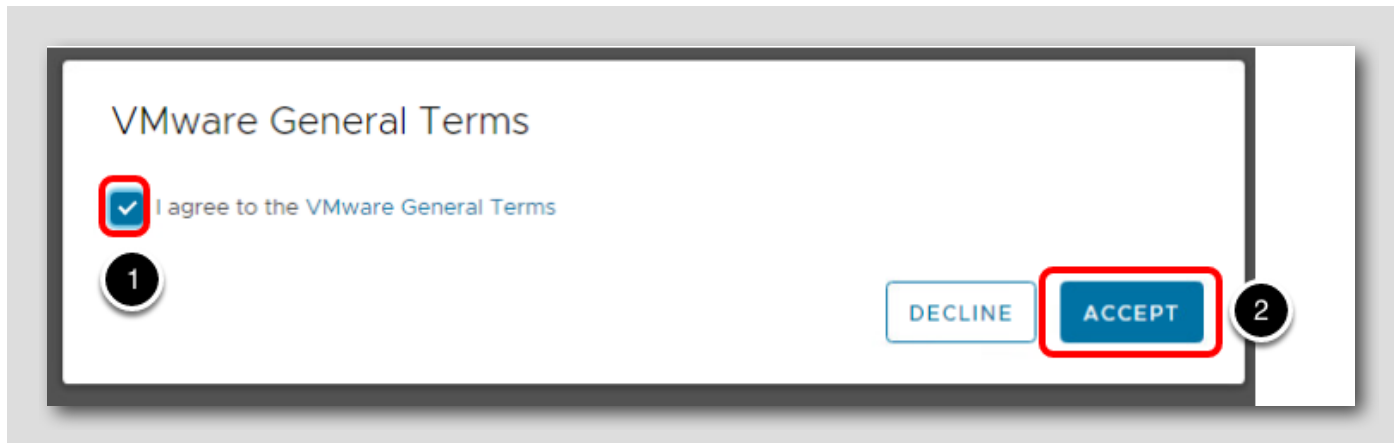 VMware General Terms
I agree to the VMware General Terms
1
DECLINE ACCEPT 2